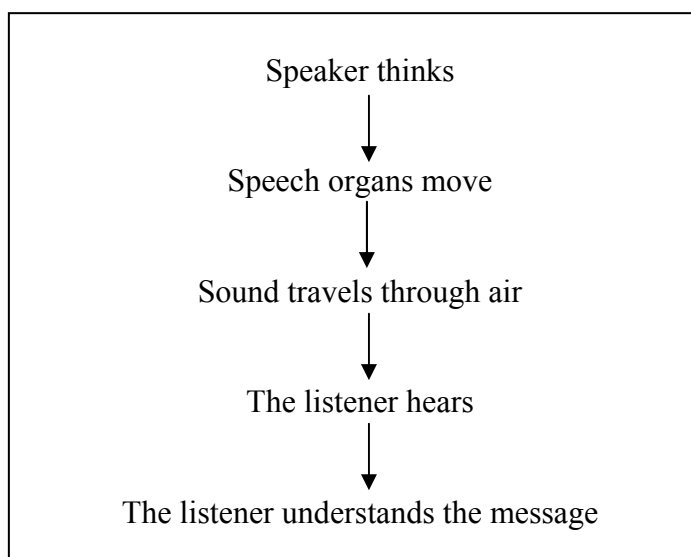 Speaker thinks
Speech organs move
Sound travels through air
The listener hears
The listener understands the message